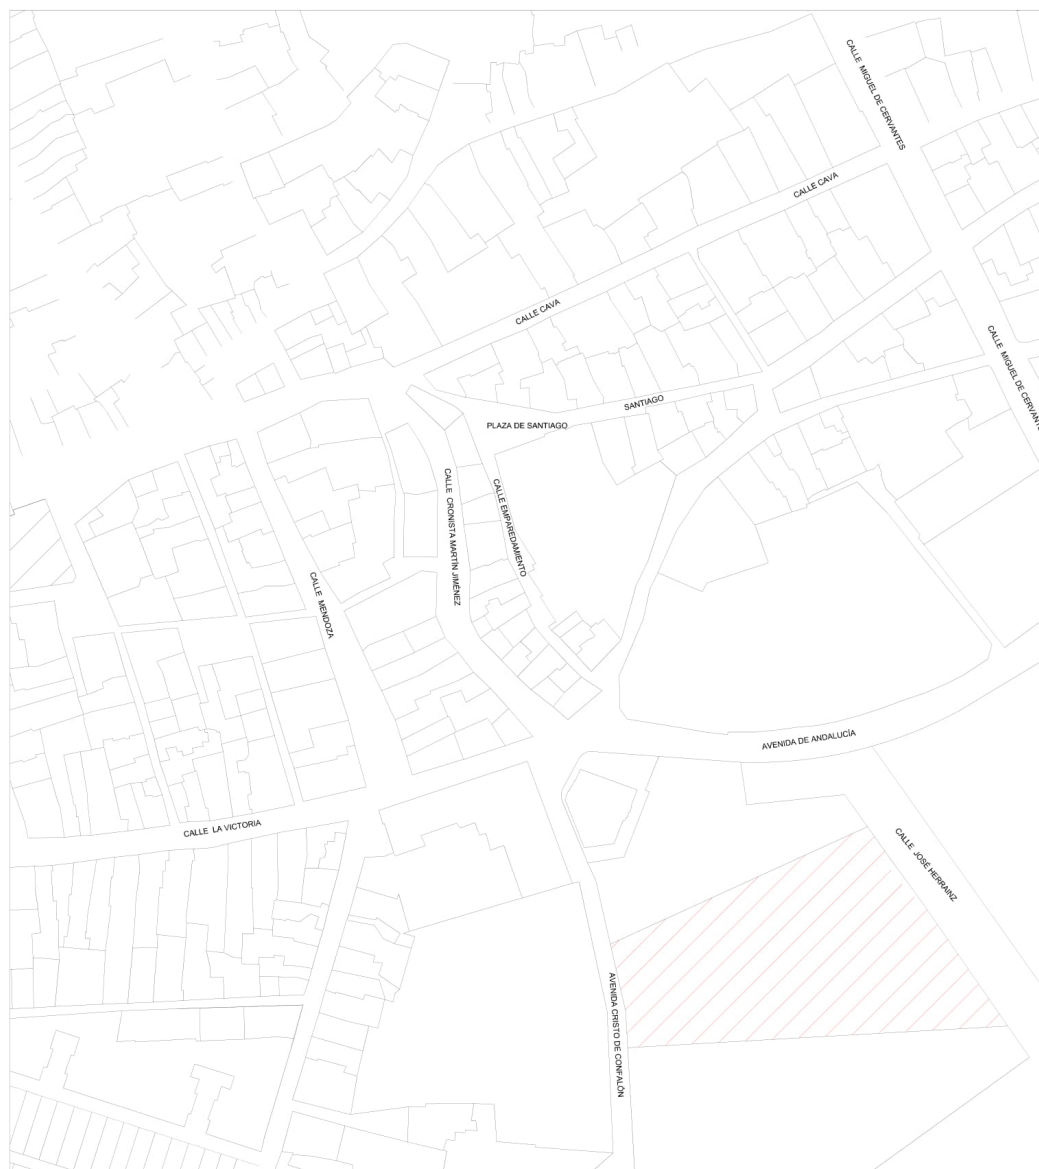 CALLE MIGUEL DE CERVANTES
CALLE CAVA
CALLE CAVA
CALLE MIGUEL DE CERVANTE
SANTIAGO
PLAZA DE SANTIAGO
CALLE CRONISTA MARTÍN JIMÉNEZ
CALLE EMPAREDAMIENTO
CALLE MENDOZA
AVENIDA DE ANDALUCÍA
CALLE LA VICTORIA
CALLE JOSÉ HERRAINZ
AVENIDA CRISTO DE CONFALÓN